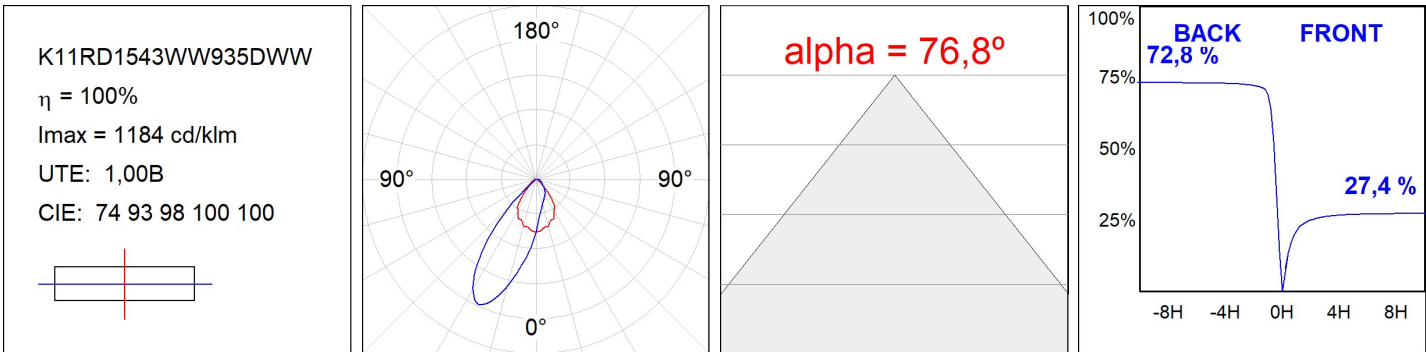 K11RD1543WW935DWW
η = 100%
Imax = 1184 cd/klm
UTE: 1,00B
CIE: 74 93 98 100 100
180°
90° 90°
0°
alpha = 76,8º
100%
BACK FRONT
72,8 %
75%
50%
27,4 %
25%
-8H -4H 0H 4H 8H